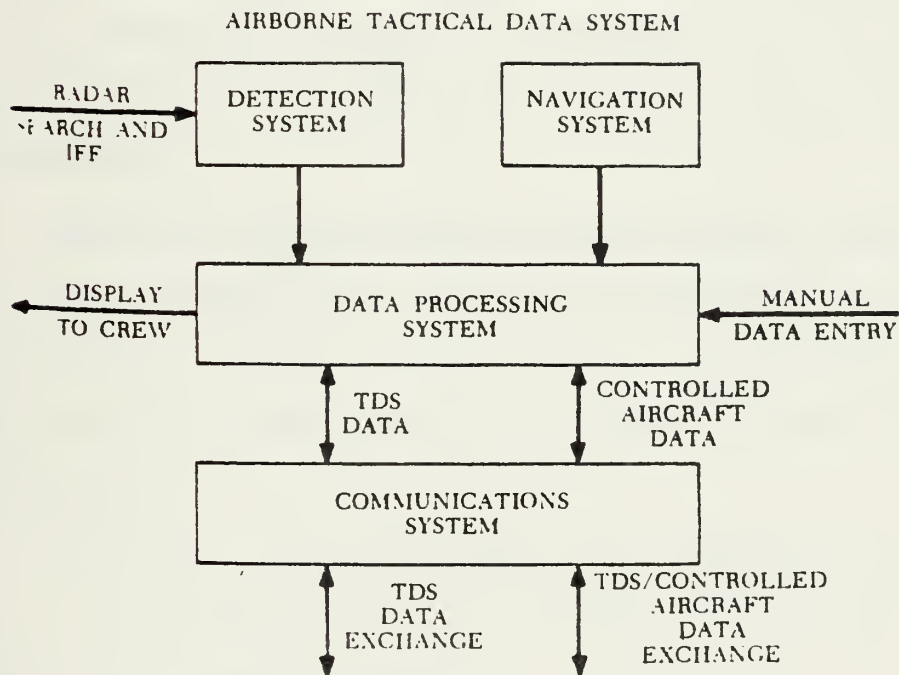 AIRBORNE TACTICAL DATA SYSTEM
RADAR
SEARCH AND
IFF
DETECTION
SYSTEM
NAVIGATION
SYSTEM
DISPLAY
TO CREW
DATA PROCESSING
SYSTEM
MANUAL
DATA ENTRY
TDS
DATA
CONTROLLED
AIRCRAFT
DATA
COMMUNICATIONS
SYSTEM
TDS
DATA
EXCHANGE
TDS/CONTROLLED
AIRCRAFT
DATA
EXCHANGE